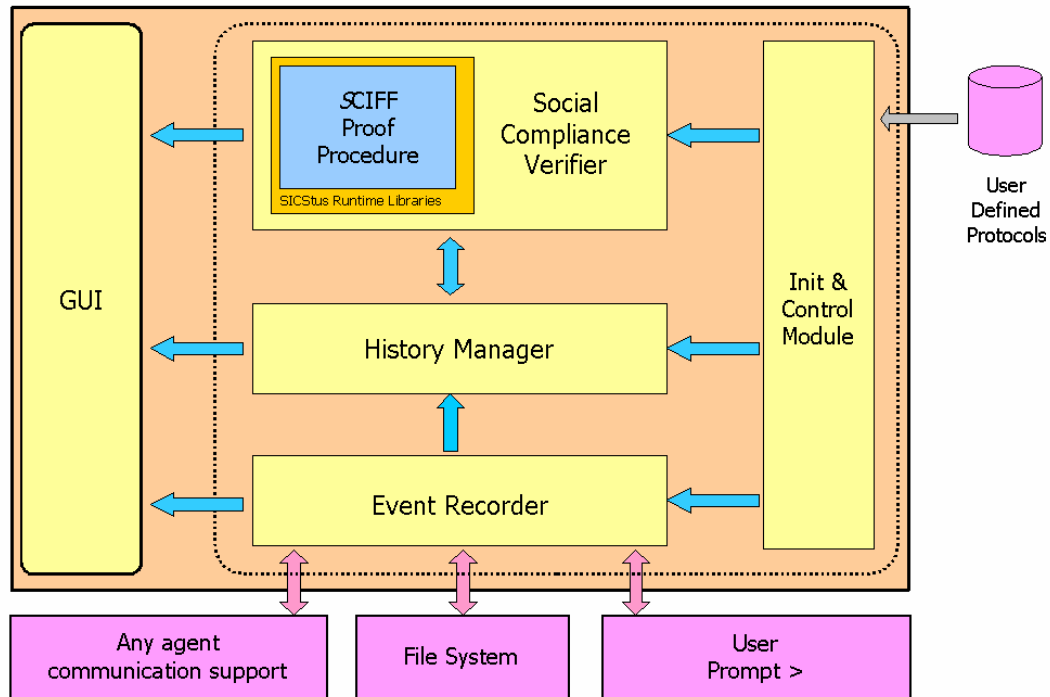 GUI
SCIFF
Proof
Procedure
SICStus Runtime Libraries
Social
Compliance
Verifier
History Manager
Event Recorder
Init &
Control
Module
User
Defined
Protocols
Any agent
communication support
File System
User
Prompt >